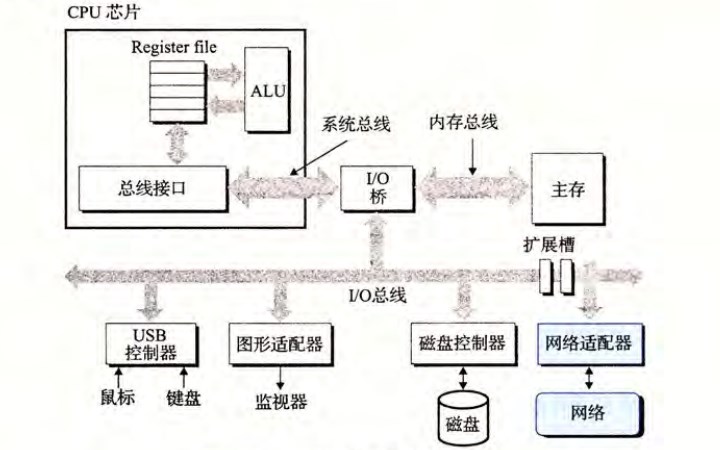 CPU 芯片
Register file
ALU
系统总线
内存总线
总线接口
I/O
桥
主存
扩展槽
I/O总线
USB
控制器
图形适配器
磁盘控制器
网络适配器
鼠标
键盘
监视器
磁盘
网络